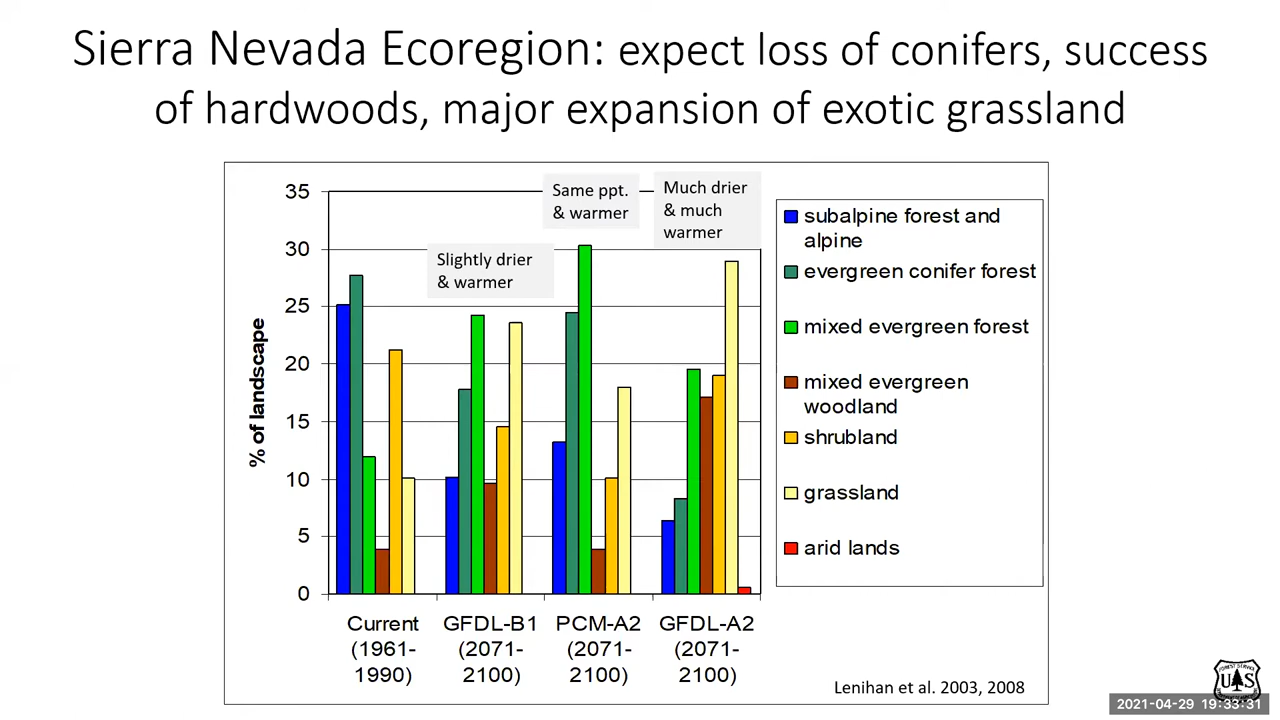 Sierra Nevada Ecoregion: expect loss of conifers, success
of hardwoods, major expansion of exotic grassland
35
30
25
20
15
10
5
0
% of landscape
Slightly drier
& warmer
Same ppt.
& warmer
Much drier
& much
warmer
Current
(1961-
1990)
GFDL-B1
(2071-
2100)
PCM-A2
(2071-
2100)
GFDL-A2
(2071-
2100)
subalpine forest and
alpine
evergreen conifer forest
mixed evergreen forest
mixed evergreen
woodland
shrubland
grassland
arid lands
Lenihan et al. 2003, 2008
FOREST SERVICE
U S
2021-04-29 19:33:31